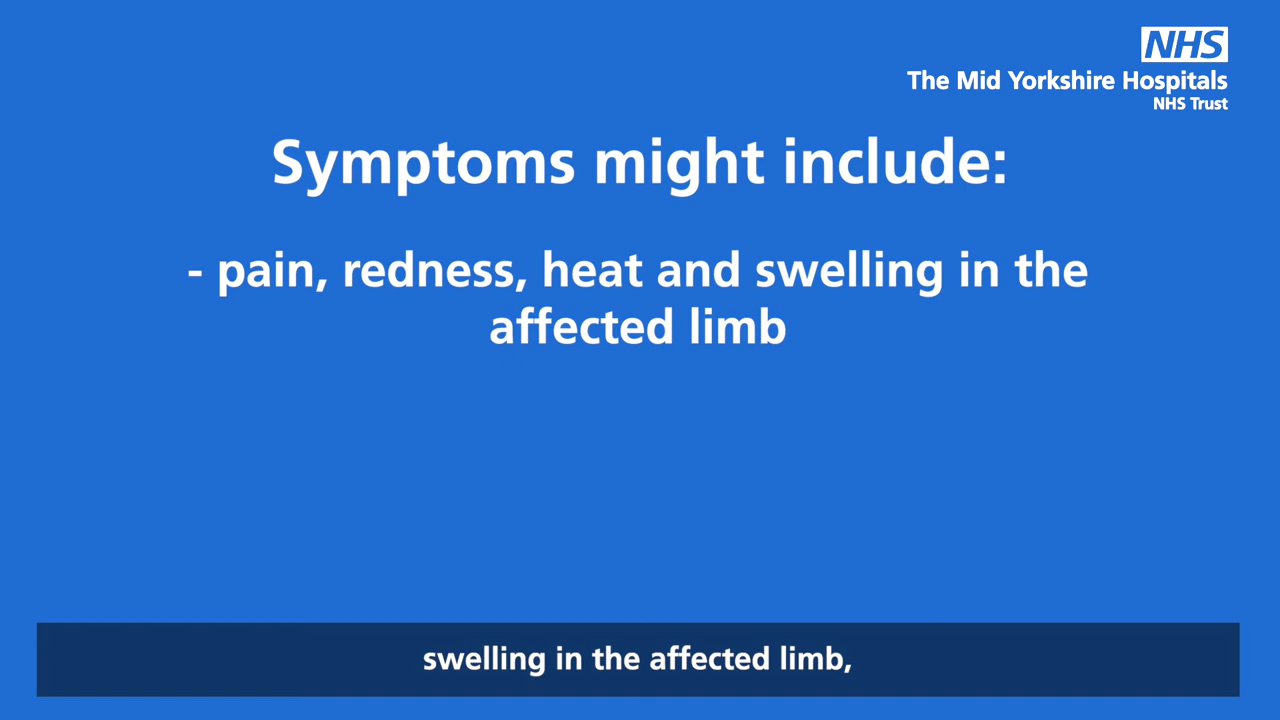 NHS
The Mid Yorkshire Hospitals
NHS Trust
Symptoms might include:
- pain, redness, heat and swelling in the
affected limb
swelling in the affected limb,